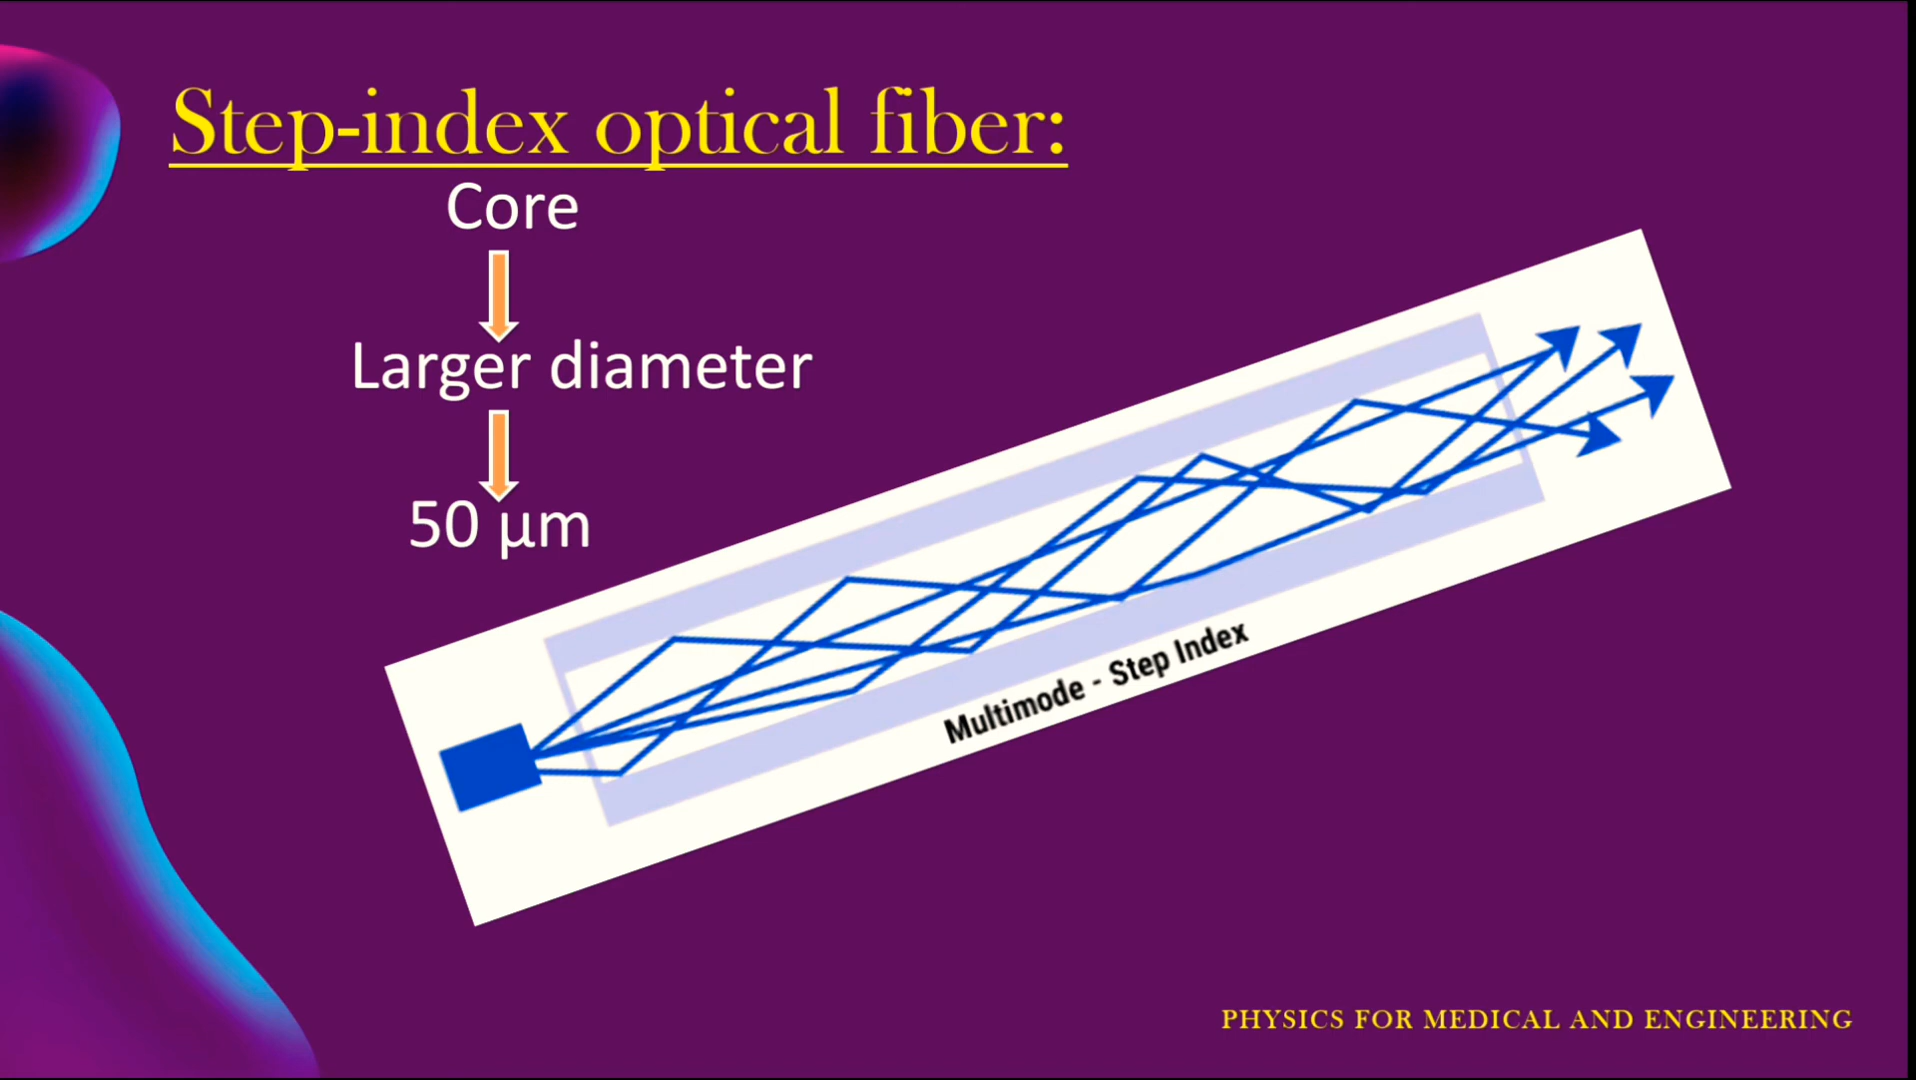 Step-index optical fiber:
Core
Larger diameter
50 μm
Multimode - Step Index
PHYSICS FOR MEDICAL AND ENGINEERING